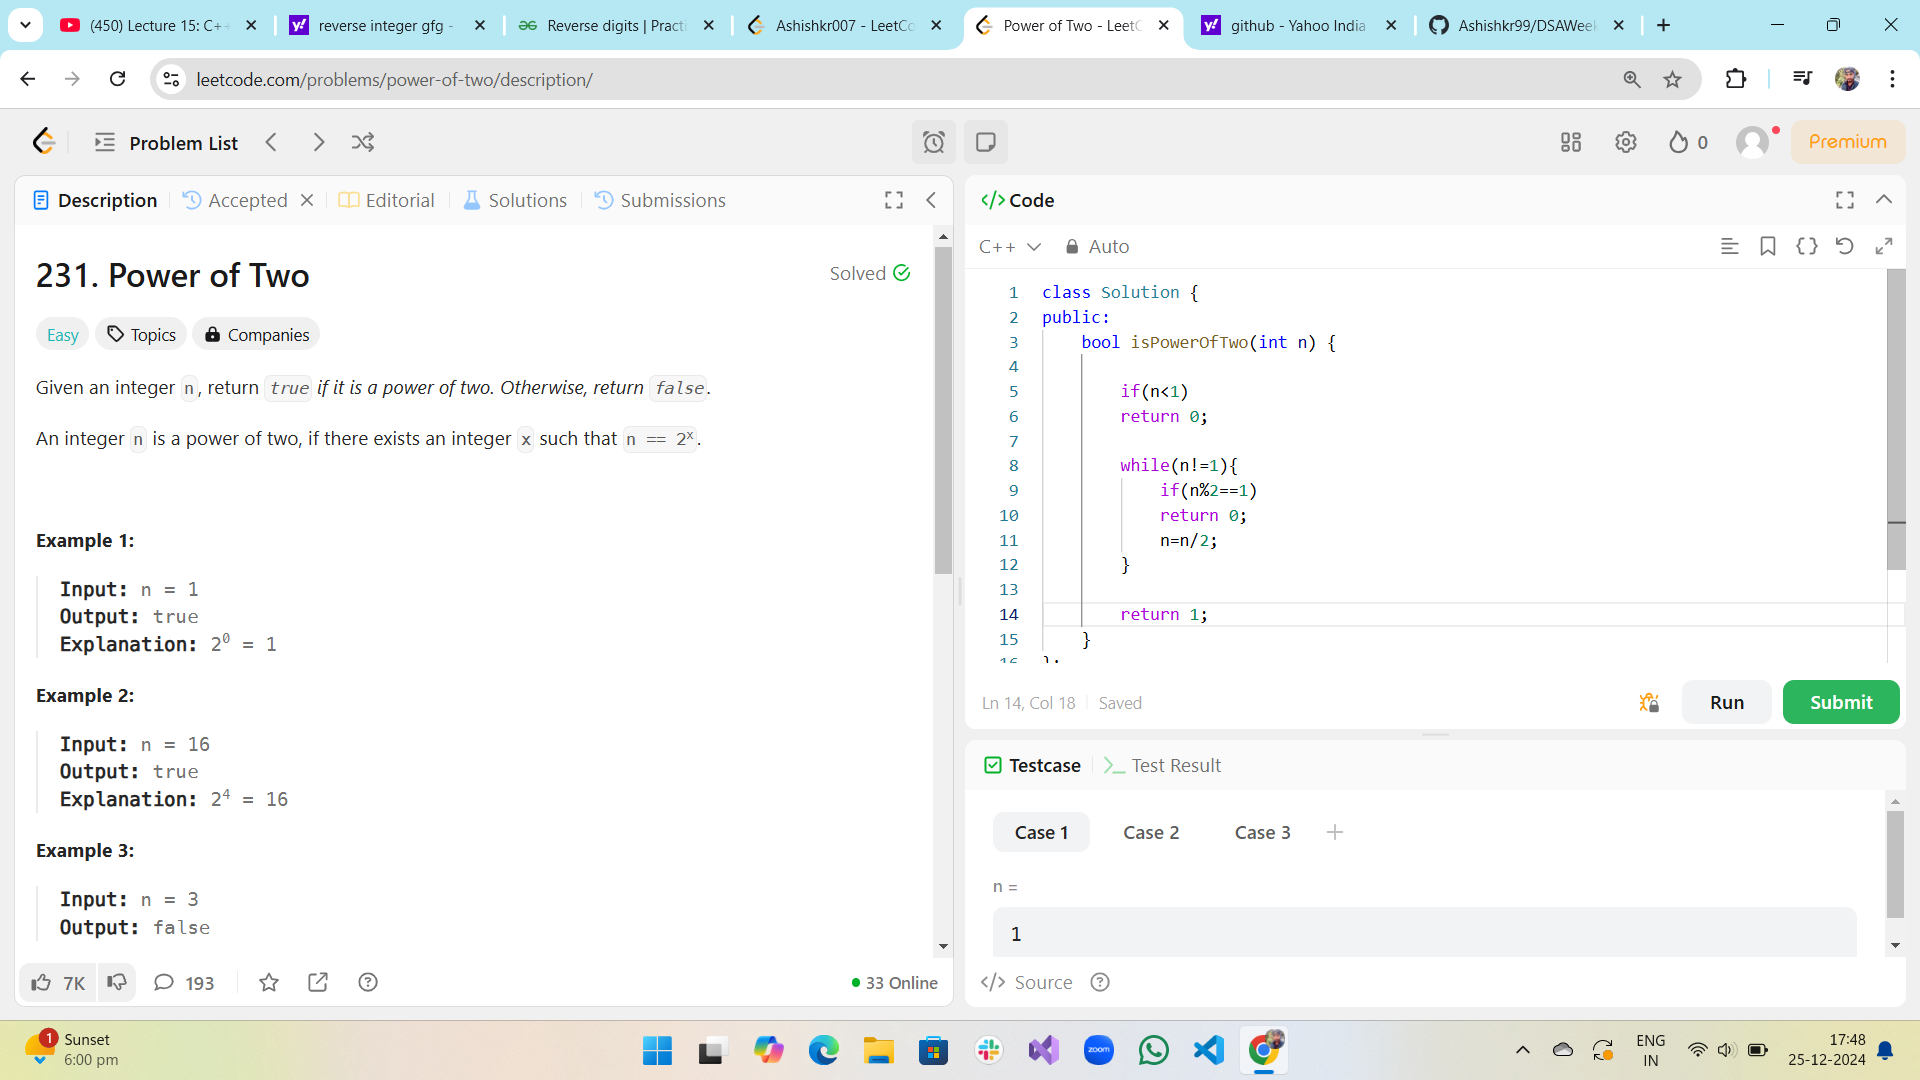 (450) Lecture 15: C++
reverse integer gfg -
Reverse digits | Practi
Ashishkr007 - LeetCo
Power of Two - LeetC
github - Yahoo India
Ashishkr99/DSAWeek
leetcode.com/problems/power-of-two/description/
Problem List
0
Premium
Description
Accepted
Editorial
Solutions
Submissions
231. Power of Two
Solved
Easy
Topics
Companies
Given an integer n, return true if it is a power of two. Otherwise, return false.
An integer n is a power of two, if there exists an integer x such that n == 2ˣ.
Example 1:
Input: n = 1
Output: true
Explanation: 2⁰ = 1
Example 2:
Input: n = 16
Output: true
Explanation: 2⁴ = 16
Example 3:
Input: n = 3
Output: false
7K
193
33 Online
</> Code
C++
Auto
1 class Solution {
2 public:
3 bool isPowerOfTwo(int n) {
4
5 if(n<1)
6 return 0;
7
8 while(n!=1){
9 if(n%2==1)
10 return 0;
11 n=n/2;
12 }
13
14 return 1;
15 }
16 };
Ln 14, Col 18
Saved
Run
Submit
Testcase
Test Result
Case 1
Case 2
Case 3
n =
1
</> Source
1
Sunset
6:00 pm
zoom
ENG
IN
17:48
25-12-2024